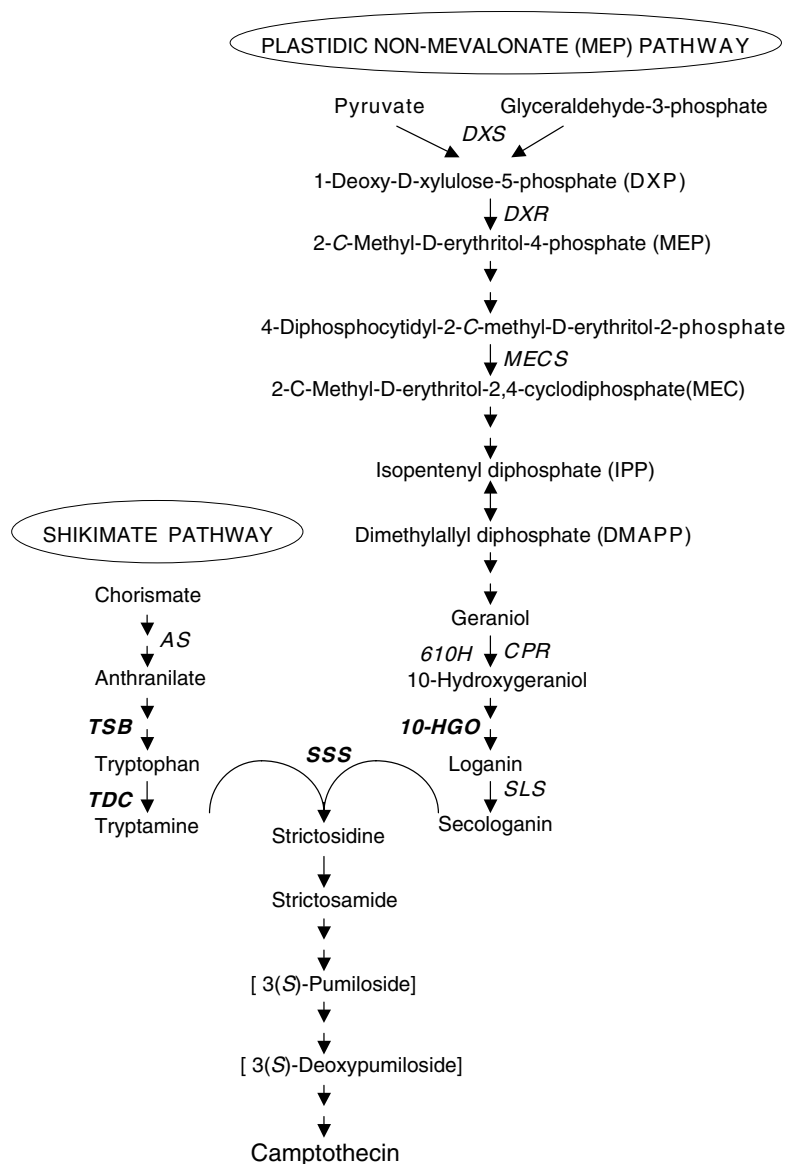 PLASTIDIC NON-MEVALONATE (MEP) PATHWAY
Pyruvate
Glyceraldehyde-3-phosphate
DXS
1-Deoxy-D-xylulose-5-phosphate (DXP)
DXR
2-C-Methyl-D-erythritol-4-phosphate (MEP)
4-Diphosphocytidyl-2-C-methyl-D-erythritol-2-phosphate
MECS
2-C-Methyl-D-erythritol-2,4-cyclodiphosphate(MEC)
Isopentenyl diphosphate (IPP)
Dimethylallyl diphosphate (DMAPP)
Geraniol
610H
CPR
10-Hydroxygeraniol
10-HGO
Loganin
SLS
Secologanin
SHIKIMATE PATHWAY
Chorismate
AS
Anthranilate
TSB
Tryptophan
TDC
Tryptamine
SSS
Strictosidine
Strictosamide
[ 3(S)-Pumiloside]
[ 3(S)-Deoxypumiloside]
Camptothecin